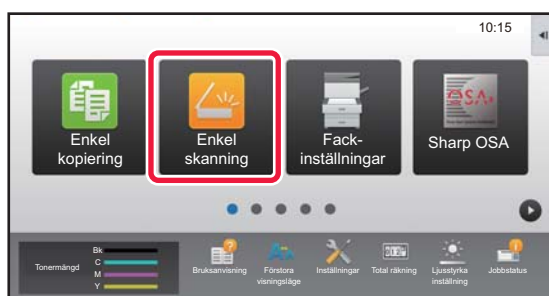 10:15
Enkel
kopiering
Enkel
skanning
Fack-
inställningar
Sharp OSA
Tonermängd
Bk
C
M
Y
Bruksanvisning
Förstora
visningsläge
Inställningar
Total räkning
Ljusstyrka
inställning
Jobbstatus